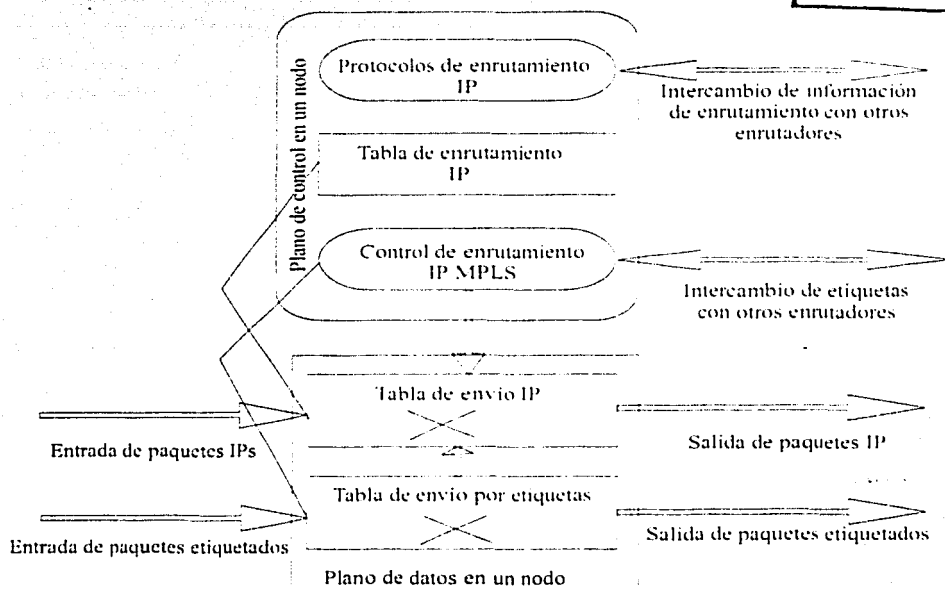 Plano de control en un nodo
Protocolos de enrutamiento
IP
Intercambio de información
de enrutamiento con otros
enrutadores
Tabla de enrutamiento
IP
Control de enrutamiento
IP MPLS
Intercambio de etiquetas
con otros enrutadores
Tabla de envío IP
Entrada de paquetes IPs
Salida de paquetes IP
Tabla de envío por etiquetas
Entrada de paquetes etiquetados
Salida de paquetes etiquetados
Plano de datos en un nodo